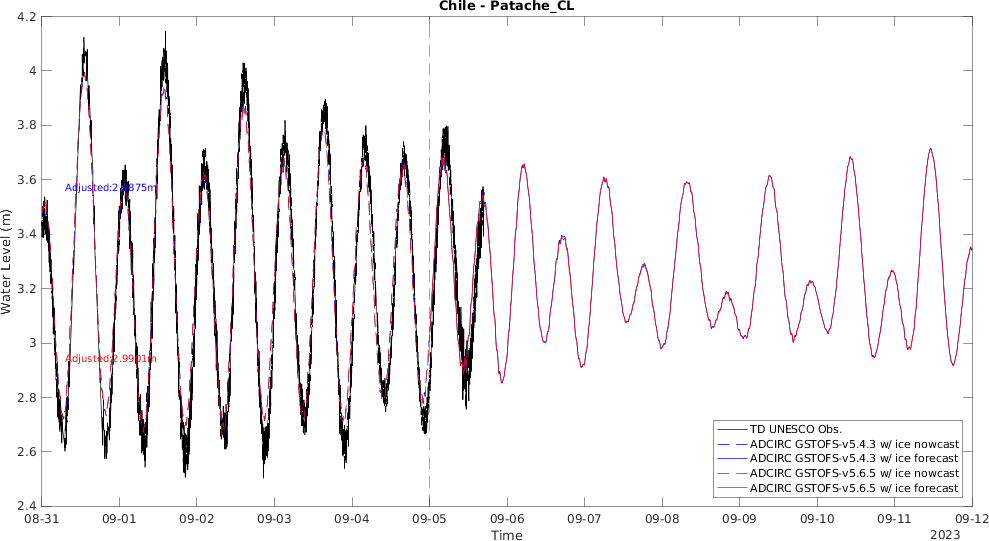 Chile - Patache_CL
4.2
4
3.8
3.6
3.4
3.2
3
2.8
2.6
2.4
Water Level (m)
Adjusted:2.9901m
08-31
09-01
09-02
09-03
09-04
09-05
09-06
09-07
09-08
09-09
09-10
09-11
09-12
Time
2023
TD UNESCO Obs.
ADCIRC GSTOFS-v5.4.3 w/ ice nowcast
ADCIRC GSTOFS-v5.4.3 w/ ice forecast
ADCIRC GSTOFS-v5.6.5 w/ ice nowcast
ADCIRC GSTOFS-v5.6.5 w/ ice forecast